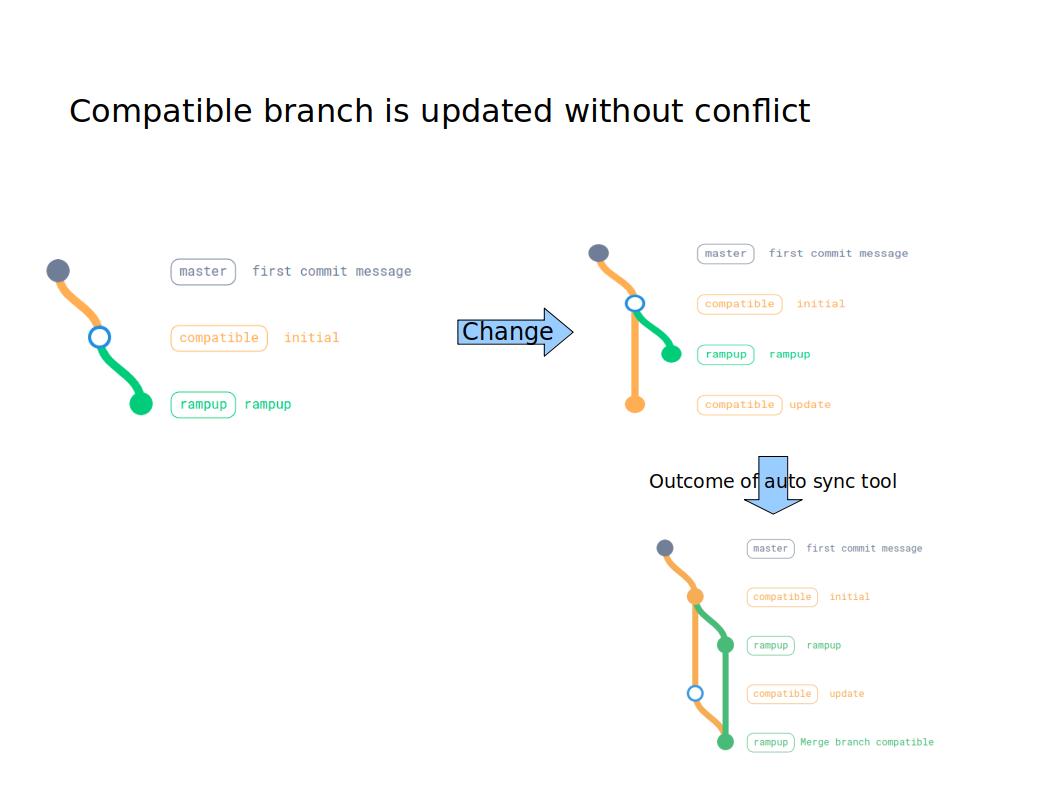 Compatible branch is updated without conflict
master first commit message
compatible initial
rampup rampup
Change
master first commit message
compatible initial
rampup rampup
compatible update
Outcome of auto sync tool
master first commit message
compatible initial
rampup rampup
compatible update
rampup Merge branch compatible